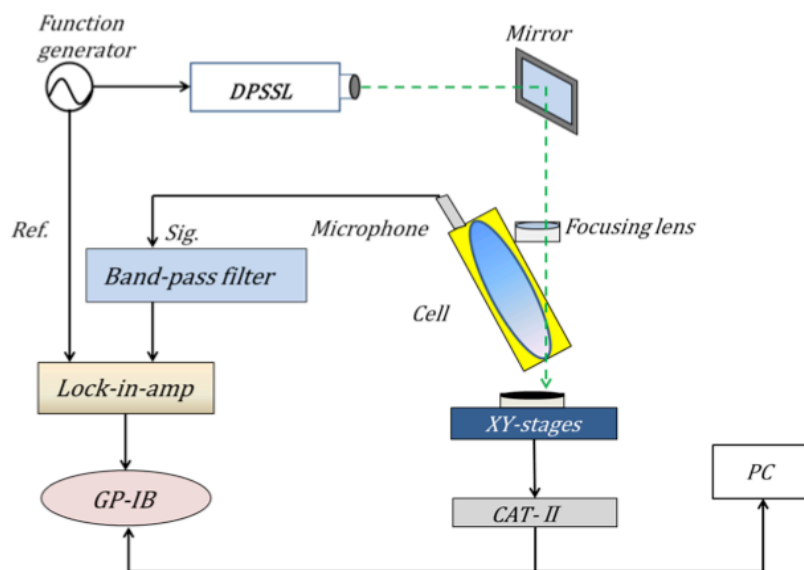 Function
generator
DPSSL
Mirror
Ref.
Sig.
Microphone
Focusing lens
Band-pass filter
Cell
Lock-in-amp
XY-stages
GP-IB
CAT-II
PC